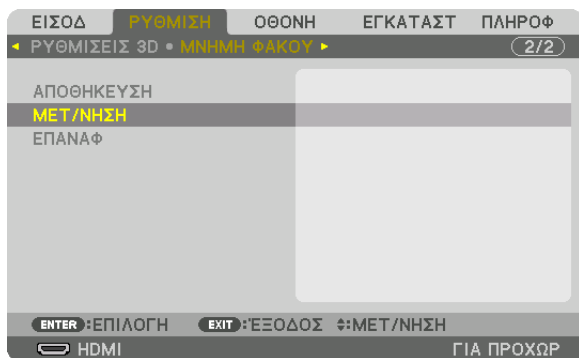 ΕΙΣΟΔ ΡΥΘΜΙΣΗ ΟΘΟΝΗ ΕΓΚΑΤΑΣΤ ΠΛΗΡΟΦ
◂ ΡΥΘΜΙΣΕΙΣ 3D • ΜΝΗΜΗ ΦΑΚΟΥ ▸ 2/2
ΑΠΟΘΗΚΕΥΣΗ
ΜΕΤ/ΝΗΣΗ
ΕΠΑΝΑΦ
ENTER :ΕΠΙΛΟΓΗ EXIT :ΈΞΟΔΟΣ ♦:ΜΕΤ/ΝΗΣΗ
HDMI ΓΙΑ ΠΡΟΧΩΡ